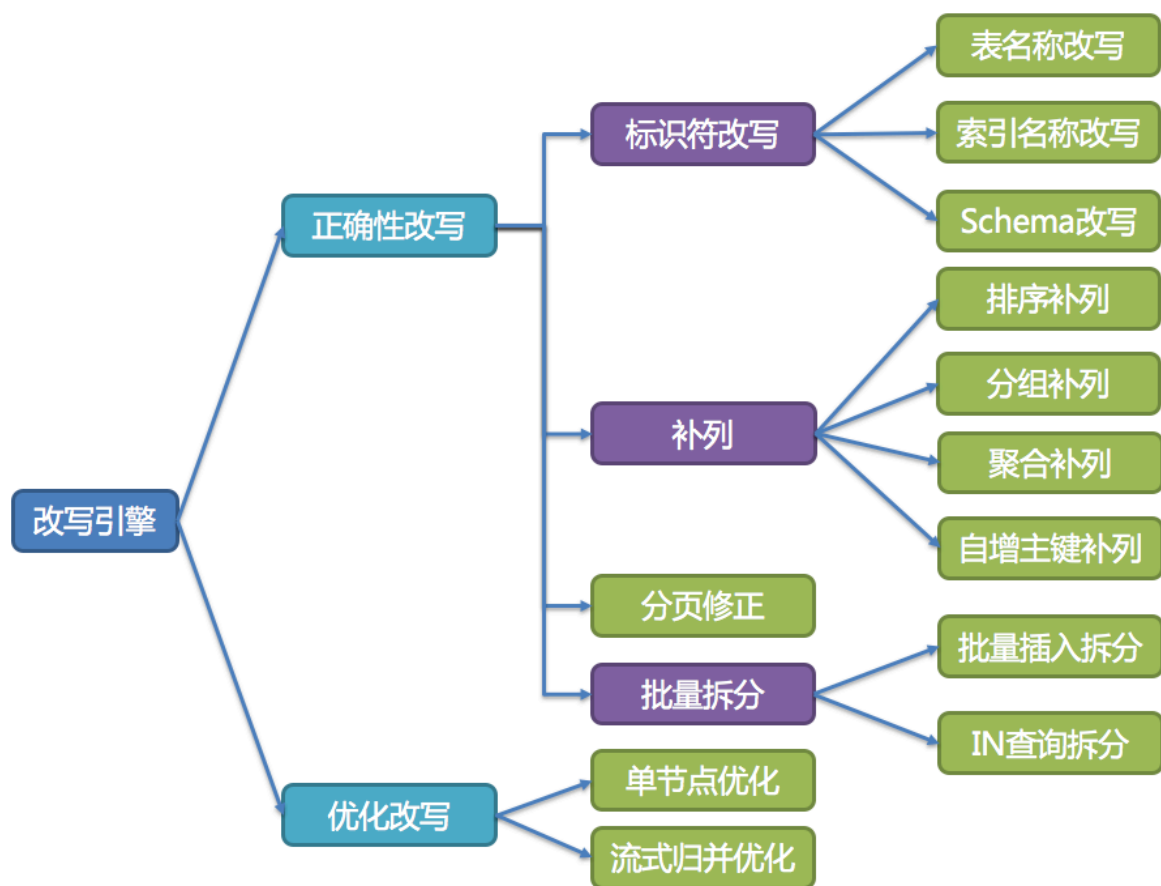 改写引擎
正确性改写
标识符改写
表名称改写
索引名称改写
Schema改写
补列
排序补列
分组补列
聚合补列
自增主键补列
分页修正
批量拆分
批量插入拆分
IN查询拆分
优化改写
单节点优化
流式归并优化